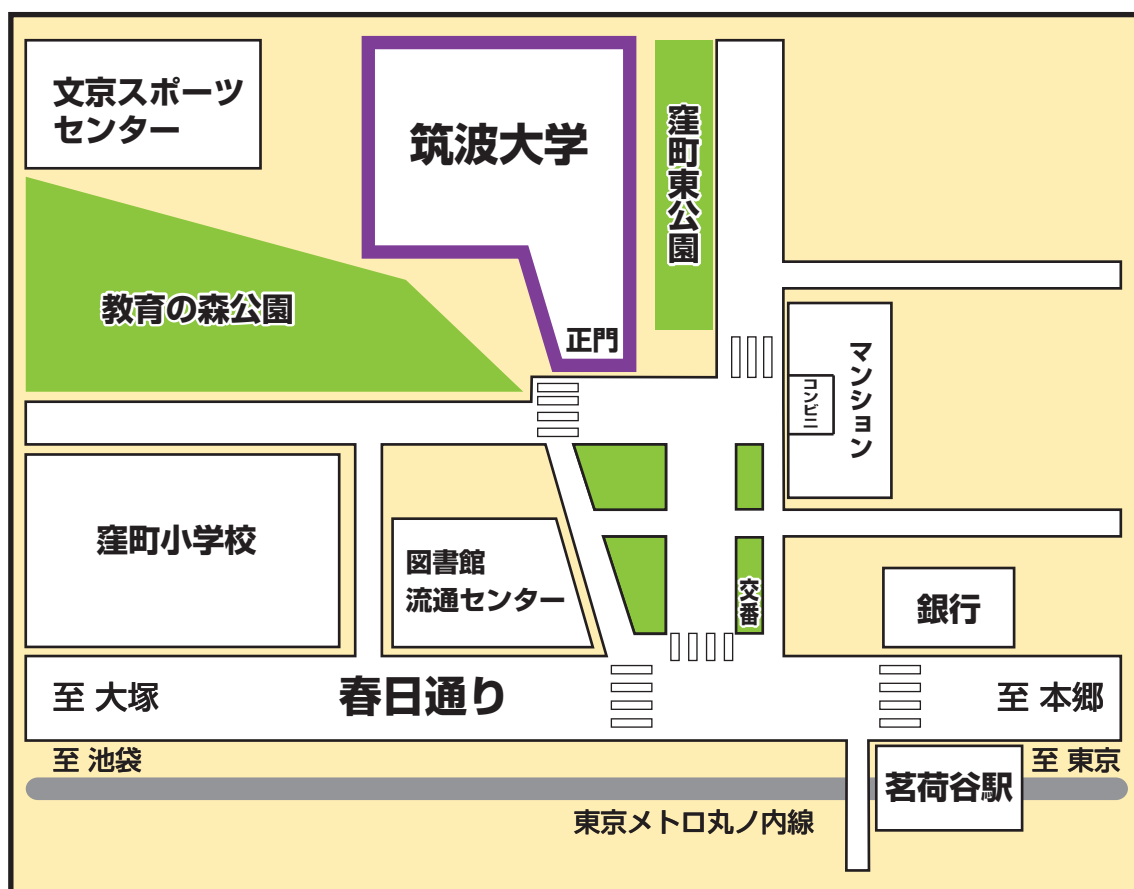 文京スポーツ
センター
筑波大学
窪町東公園
教育の森公園
正門
マンション
コンビニ
窪町小学校
図書館
流通センター
交番
銀行
至 大塚
春日通り
至 本郷
至 池袋
至 東京
茗荷谷駅
東京メトロ丸ノ内線